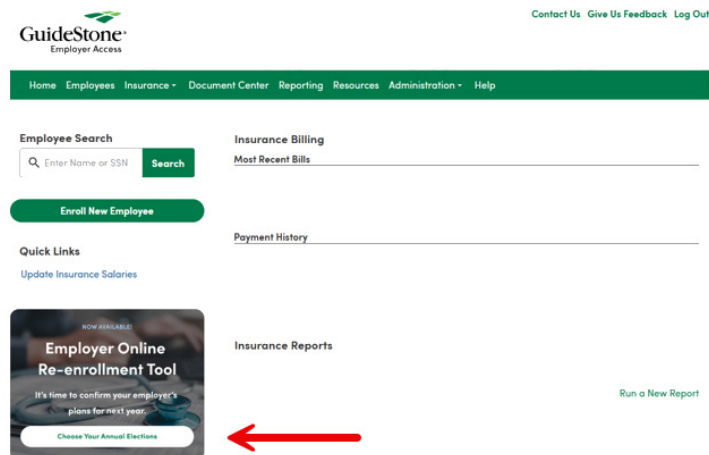 Contact Us Give Us Feedback Log Out
GuideStone®
Employer Access
Home Employees Insurance Document Center Reporting Resources Administration Help
Employee Search
Enter Name or SSN Search
Enroll New Employee
Quick Links
Update Insurance Salaries
NOW AVAILABLE!
Employer Online
Re-enrollment Tool
It's time to confirm your employer's
plans for next year.
Choose Your Annual Elections
Insurance Billing
Most Recent Bills
Payment History
Insurance Reports
Run a New Report